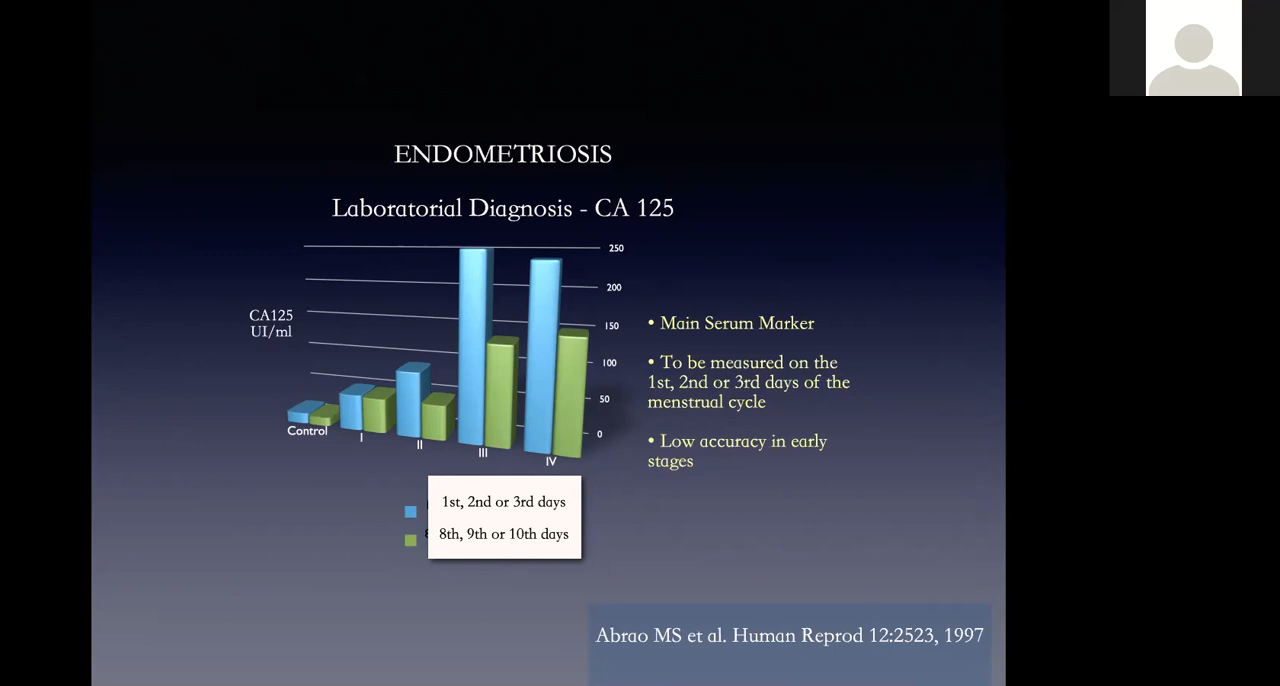 ENDOMETRIOSIS
Laboratorial Diagnosis - CA 125
250
200
150
100
50
0
CA125
UI/ml
Control
I
II
III
IV
1st, 2nd or 3rd days
8th, 9th or 10th days
• Main Serum Marker
• To be measured on the
1st, 2nd or 3rd days of the
menstrual cycle
• Low accuracy in early
stages
Abrao MS et al. Human Reprod 12:2523, 1997